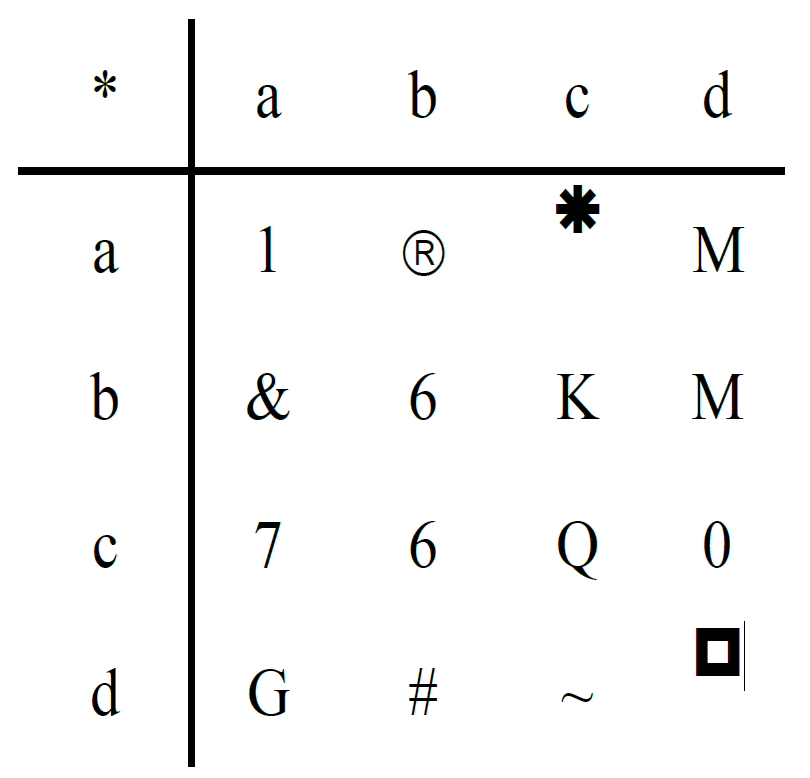 * a b c d
a 1 ® ✱ M
b & 6 K M
c 7 6 Q 0
d G # ~ ◘